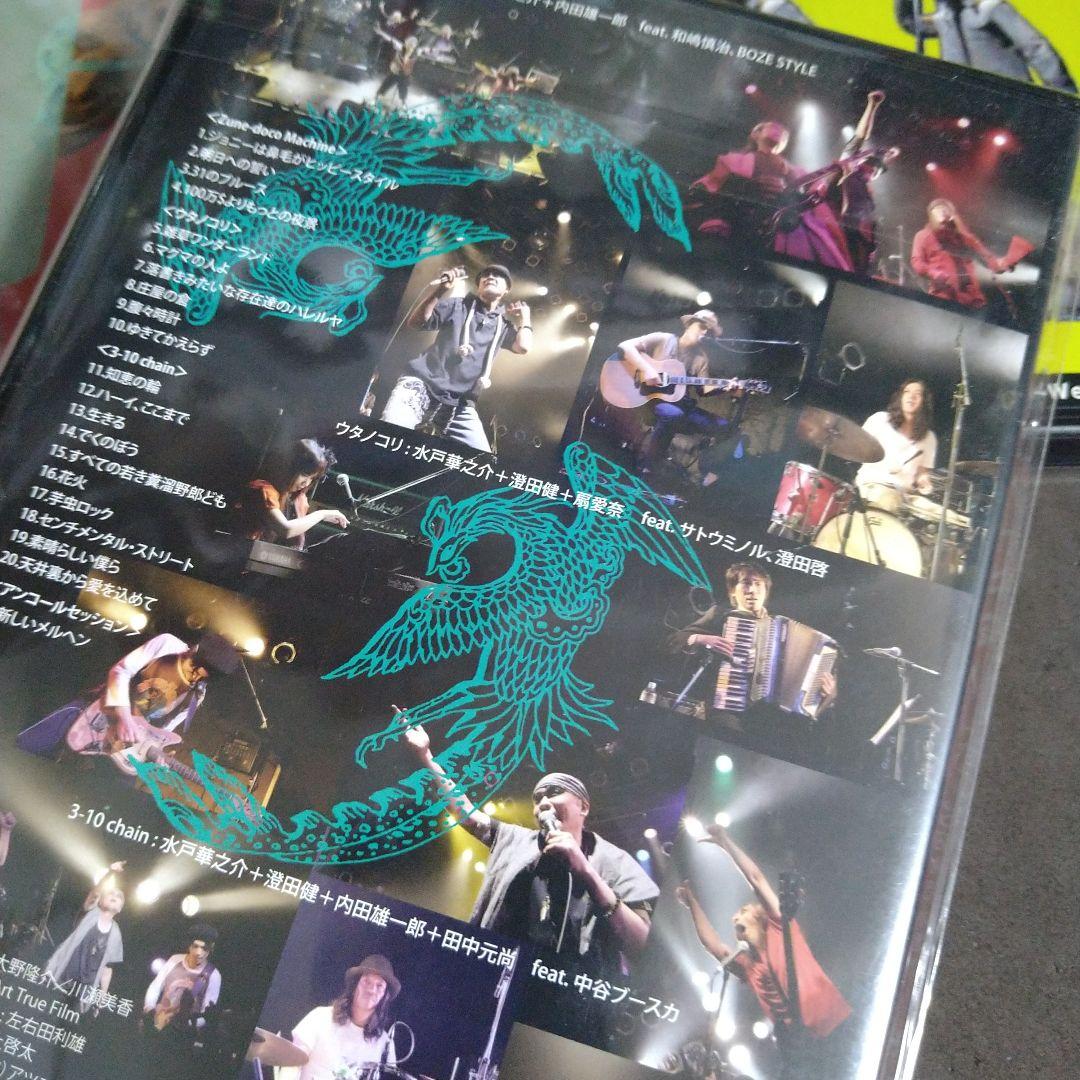 介+内田雄一郎 feat. 和嶋慎治、BOZE STYLE
<Zune-doco Machine>
1.ジョニーは鼻毛がヒッピースタイル
2.明日への誓い
3.31のブルース
4.100万$よりもっとの夜景
<ウタノコリ>
5.雑草ワンダーランド
6.マグマの人よ
7.落書きみたいな存在達のハレルヤ
8.庄屋の倉
9.塵々時計
10.ゆきてかえらず
<3-10 chain>
11.知恵の輪
12.ハーイ、ここまで
13.生きる
14.でくのぼう
15.すべての若き糞溜野郎ども
16.花火
17.芋虫ロック
18.センチメンタル・ストリート
19.素晴らしい僕ら
20.天井裏から愛を込めて
<アンコールセッション>
新しいメルヘン
ウタノコリ : 水戸華之介+澄田健+扇愛奈 feat. サトウミノル、澄田啓
3-10 chain : 水戸華之介+澄田健+内田雄一郎+田中元尚 feat. 中谷ブースカ
大野隆介／川瀬美香
Art True Film
: 左右田利雄
啓太
アツ
We